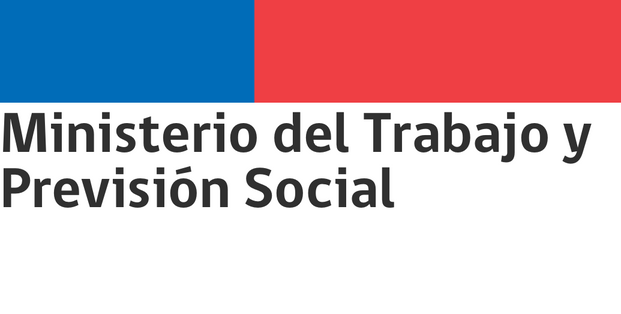 Ministerio del Trabajo y
Previsión Social